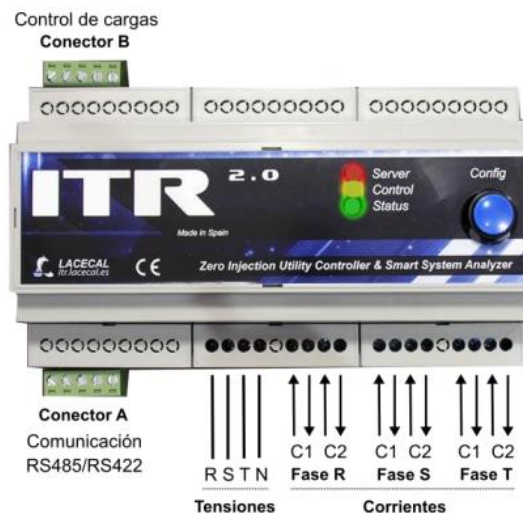 Control de cargas
Conector B
ITR 2.0
Made in Spain
Server
Control
Status
Config
LACECAL
itr.lacecal.es
CE
Zero Injection Utility Controller & Smart System Analyzer
Conector A
Comunicación
RS485/RS422
R S T N
C1 C2 C1 C2 C1 C2
Fase R Fase S Fase T
Tensiones Corrientes